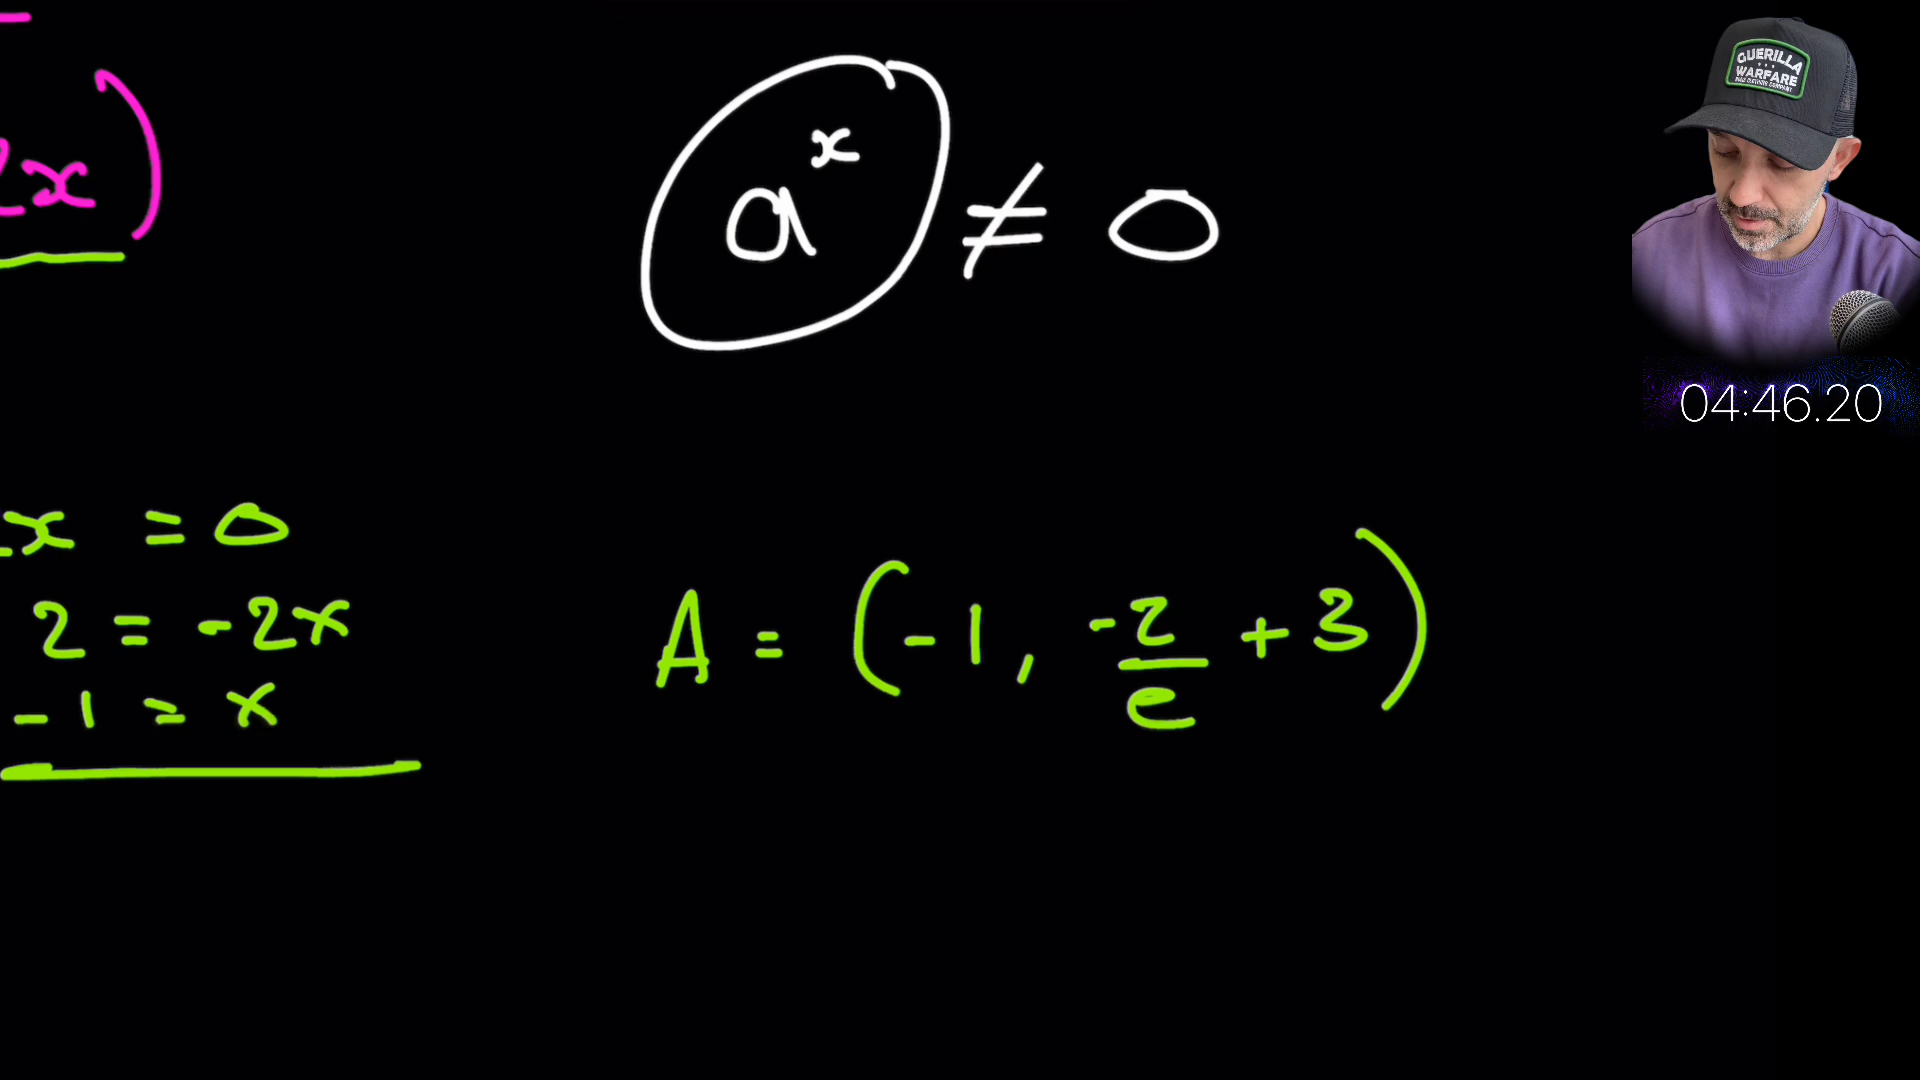 2x)
a^x ≠ 0
x = 0
2 = -2x
-1 = x
A = (-1, -2/e + 3)
GUERILLA
WARFARE
04:46.20